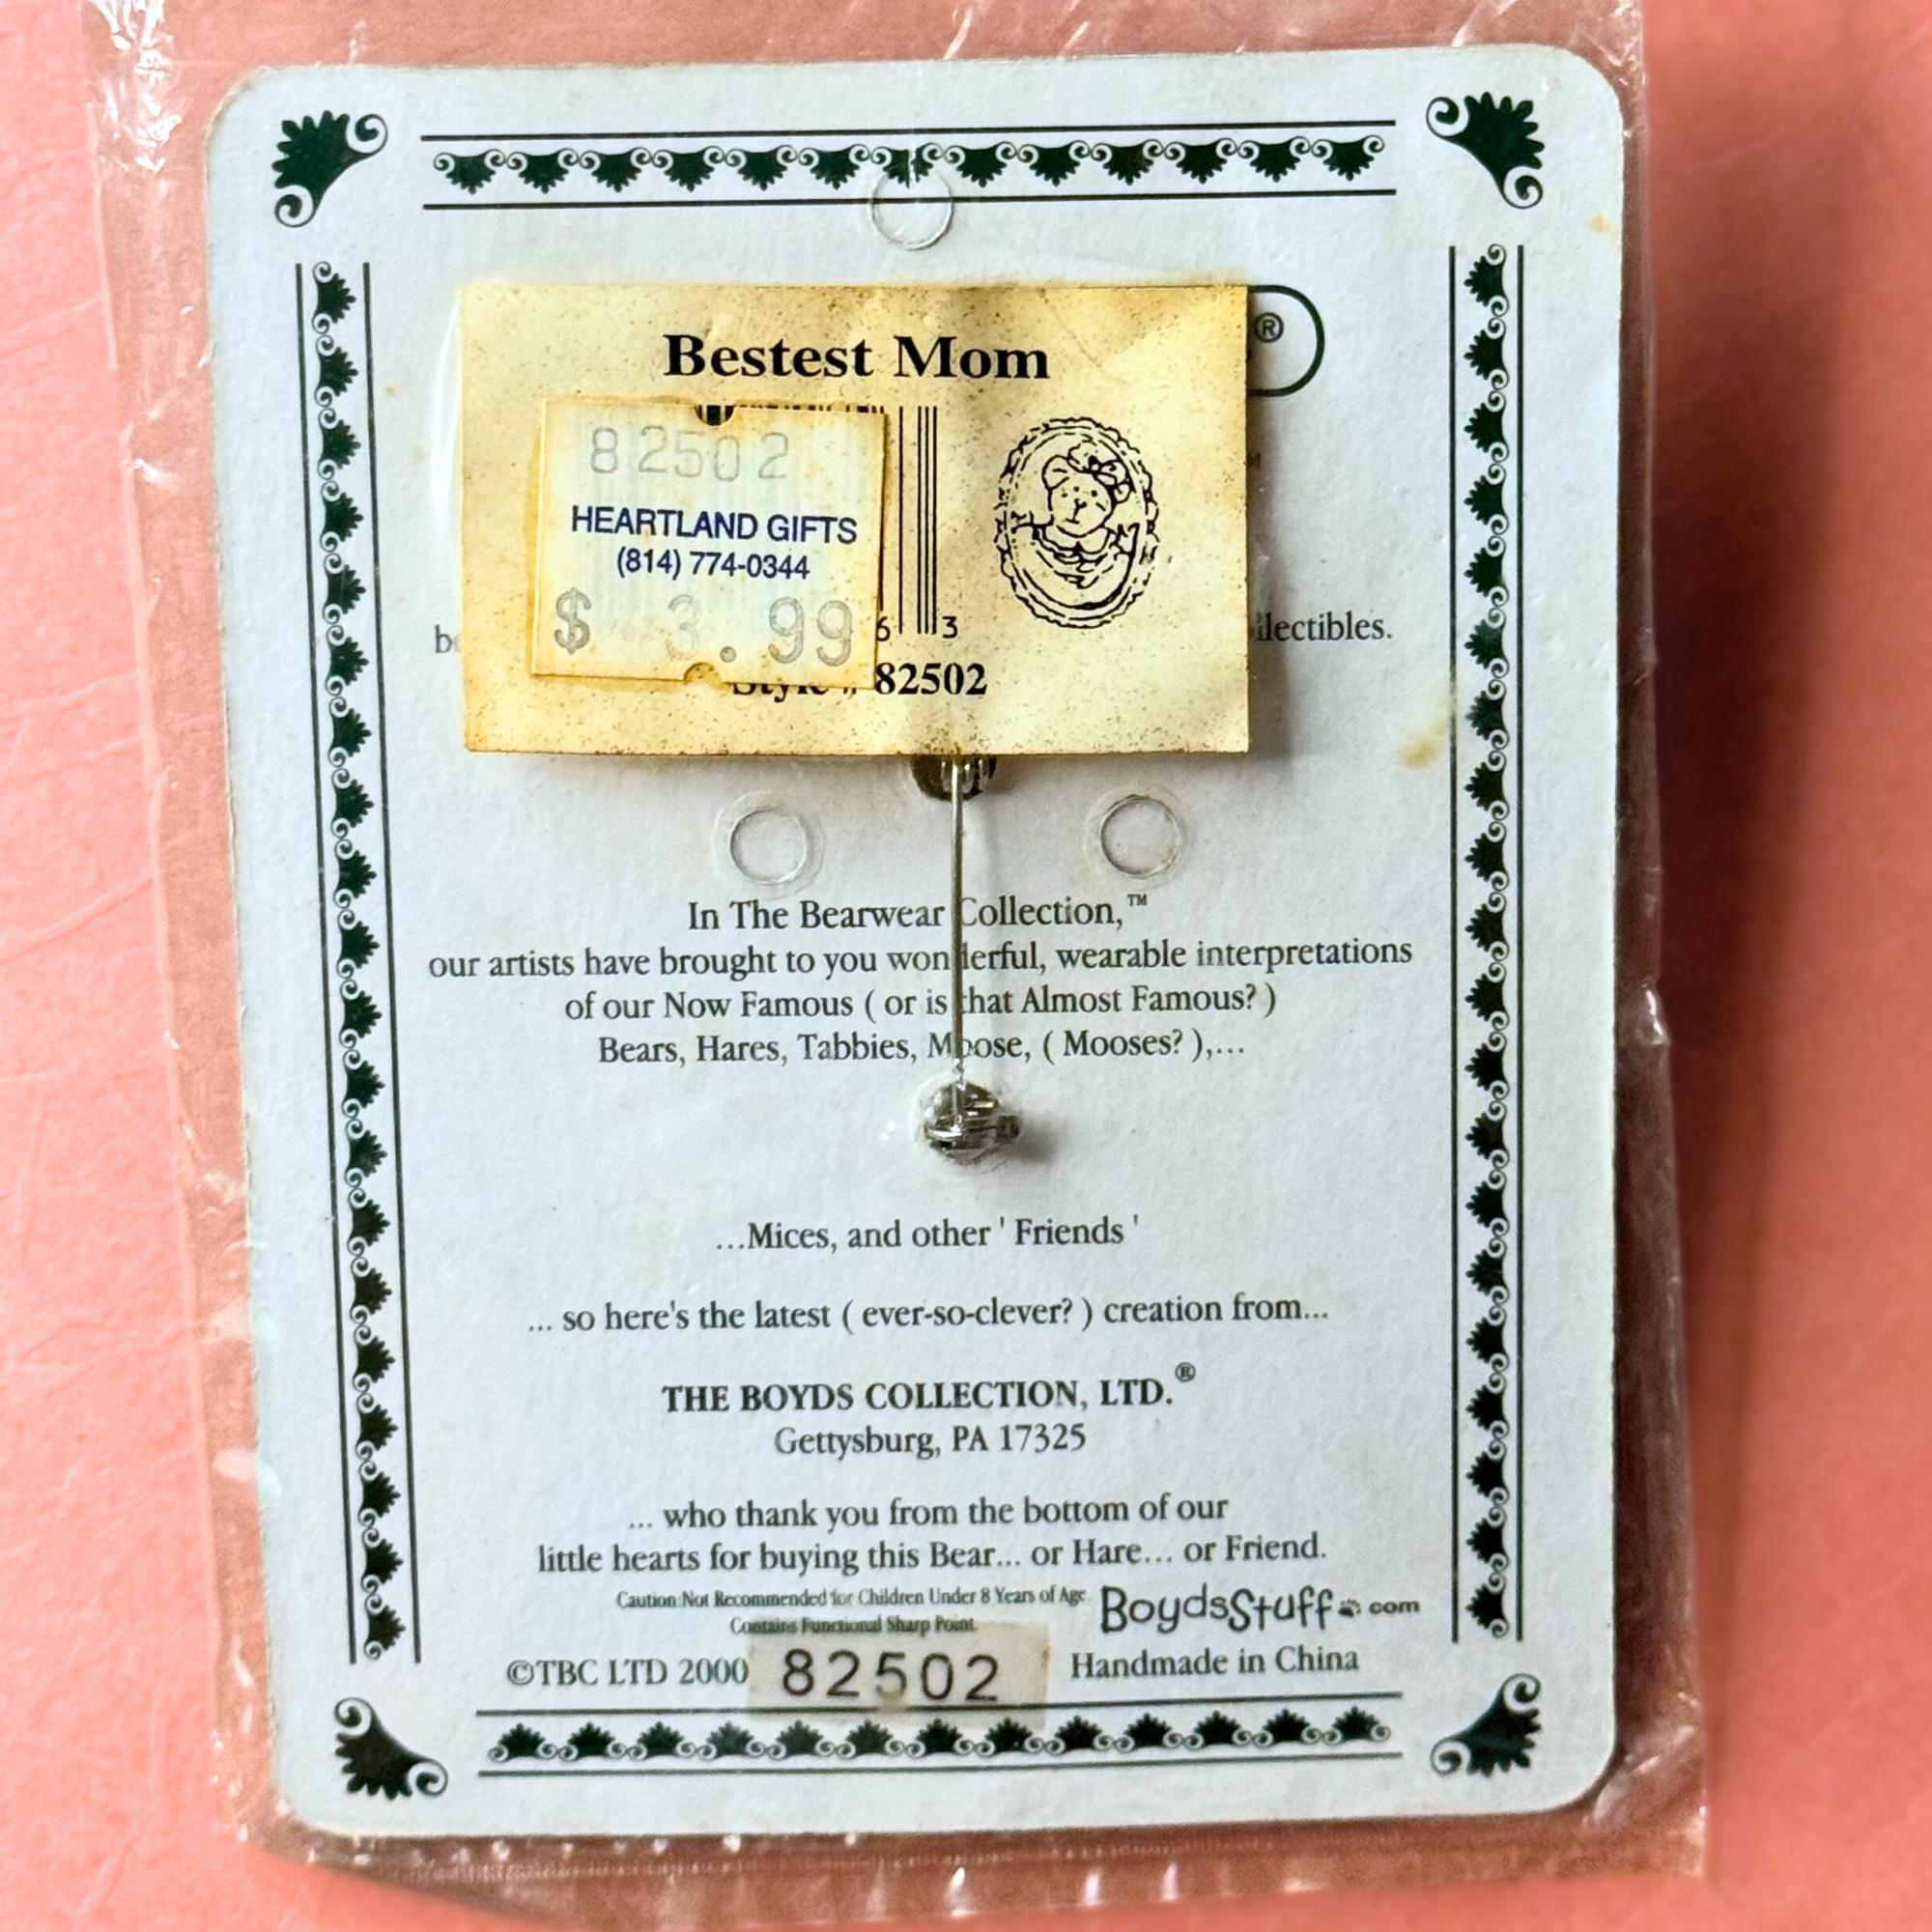 Bestest Mom
®
82502
HEARTLAND GIFTS
(814) 774-0344
$ 3.99
6 3
Style # 82502
In The Bearwear Collection,™
our artists have brought to you wonderful, wearable interpretations
of our Now Famous ( or is that Almost Famous? )
Bears, Hares, Tabbies, Moose, ( Mooses? ),...
...Mices, and other ' Friends '
... so here's the latest ( ever-so-clever? ) creation from...
THE BOYDS COLLECTION, LTD.®
Gettysburg, PA 17325
... who thank you from the bottom of our
little hearts for buying this Bear... or Hare... or Friend.
Caution:Not Recommended for Children Under 8 Years of Age
Contains Functional Sharp Point.
BoydsStuff.com
©TBC LTD 2000 82502 Handmade in China